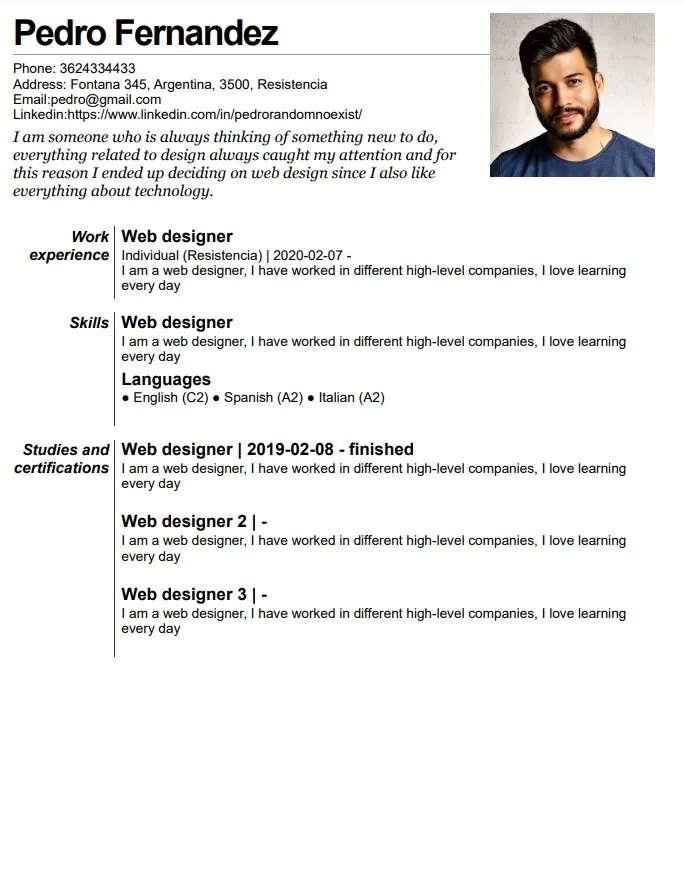 Pedro Fernandez
Phone: 3624334433
Address: Fontana 345, Argentina, 3500, Resistencia
Email:pedro@gmail.com
Linkedin:https://www.linkedin.com/in/pedrorandomnoexist/
I am someone who is always thinking of something new to do,
everything related to design always caught my attention and for
this reason I ended up deciding on web design since I also like
everything about technology.
Work
experience
Web designer
Individual (Resistencia) | 2020-02-07 -
I am a web designer, I have worked in different high-level companies, I love learning
every day
Skills
Web designer
I am a web designer, I have worked in different high-level companies, I love learning
every day
Languages
● English (C2) ● Spanish (A2) ● Italian (A2)
Studies and
certifications
Web designer | 2019-02-08 - finished
I am a web designer, I have worked in different high-level companies, I love learning
every day
Web designer 2 | -
I am a web designer, I have worked in different high-level companies, I love learning
every day
Web designer 3 | -
I am a web designer, I have worked in different high-level companies, I love learning
every day